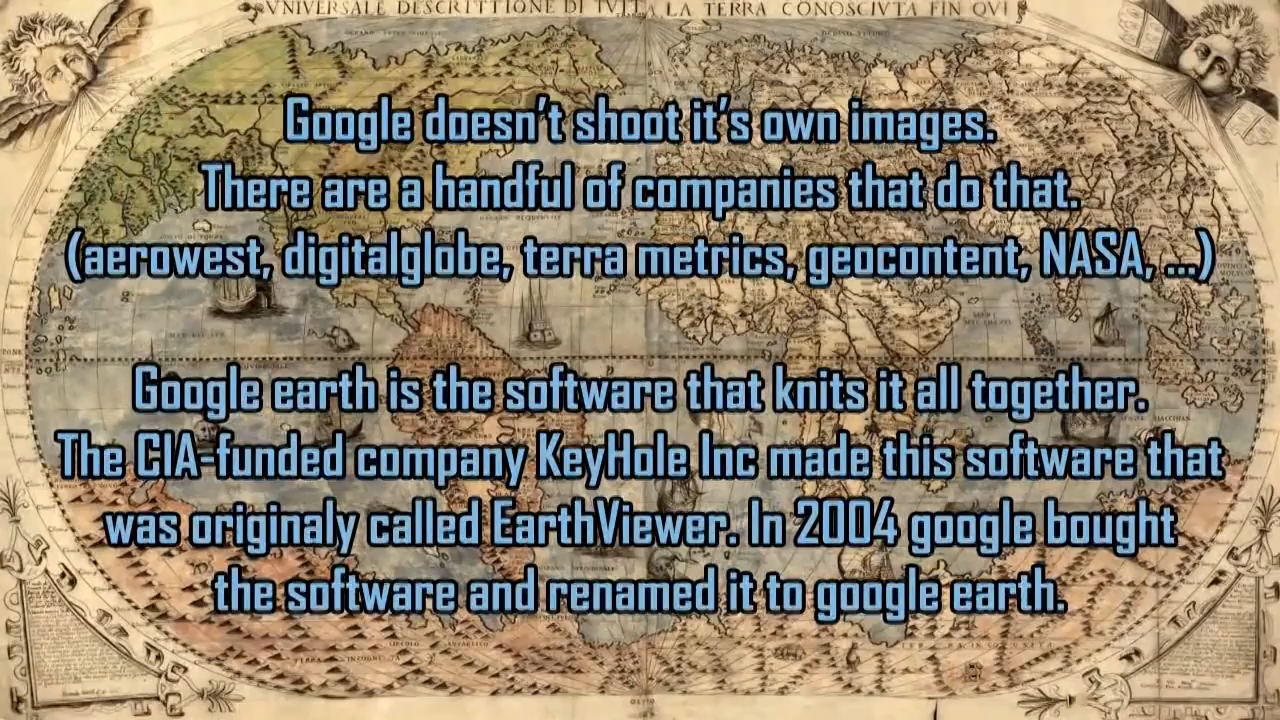 VNIVERSALE DESCRITTIONE DI TVTTA LA TERRA CONOSCIVTA FIN QVI
Google doesn't shoot it's own images.
There are a handful of companies that do that.
(aerowest, digitalglobe, terra metrics, geocontent, NASA, ...)
Google earth is the software that knits it all together.
The CIA-funded company KeyHole Inc made this software that
was originaly called EarthViewer. In 2004 google bought
the software and renamed it to google earth.